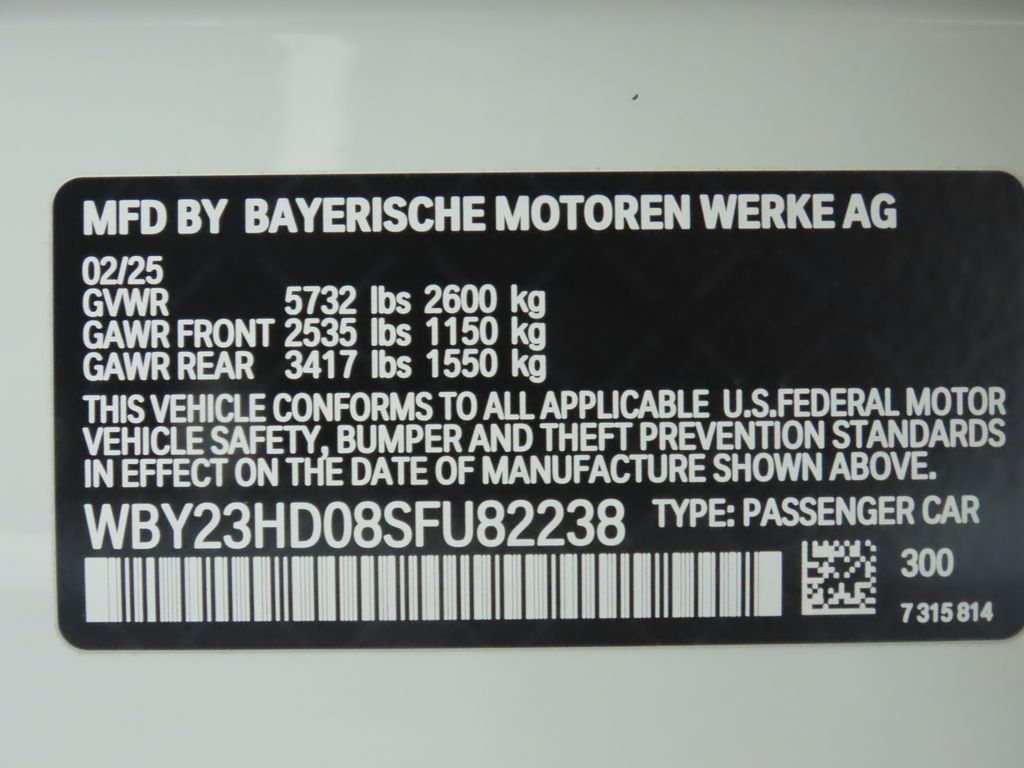 MFD BY BAYERISCHE MOTOREN WERKE AG
02/25
GVWR 5732 lbs 2600 kg
GAWR FRONT 2535 lbs 1150 kg
GAWR REAR 3417 lbs 1550 kg
THIS VEHICLE CONFORMS TO ALL APPLICABLE U.S.FEDERAL MOTOR
VEHICLE SAFETY, BUMPER AND THEFT PREVENTION STANDARDS
IN EFFECT ON THE DATE OF MANUFACTURE SHOWN ABOVE.
WBY23HD08SFU82238 TYPE: PASSENGER CAR
300
7 315 814